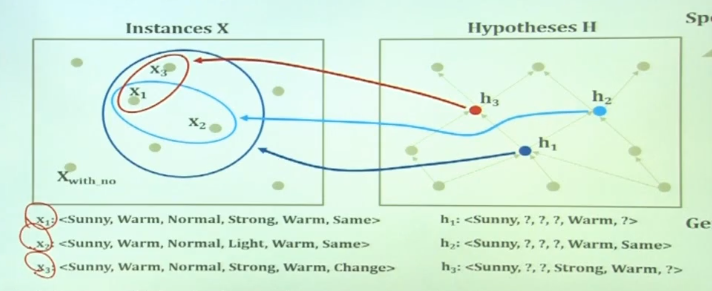 Instances X
Hypotheses H
x₃
x₁
x₂
Xwith_no
h₃
h₂
h₁
x₁: <Sunny, Warm, Normal, Strong, Warm, Same>
h₁: <Sunny, ?, ?, ?, Warm, ?>
x₂: <Sunny, Warm, Normal, Light, Warm, Same>
h₂: <Sunny, ?, ?, ?, Warm, Same>
x₃: <Sunny, Warm, Normal, Strong, Warm, Change>
h₃: <Sunny, ?, ?, Strong, Warm, ?>